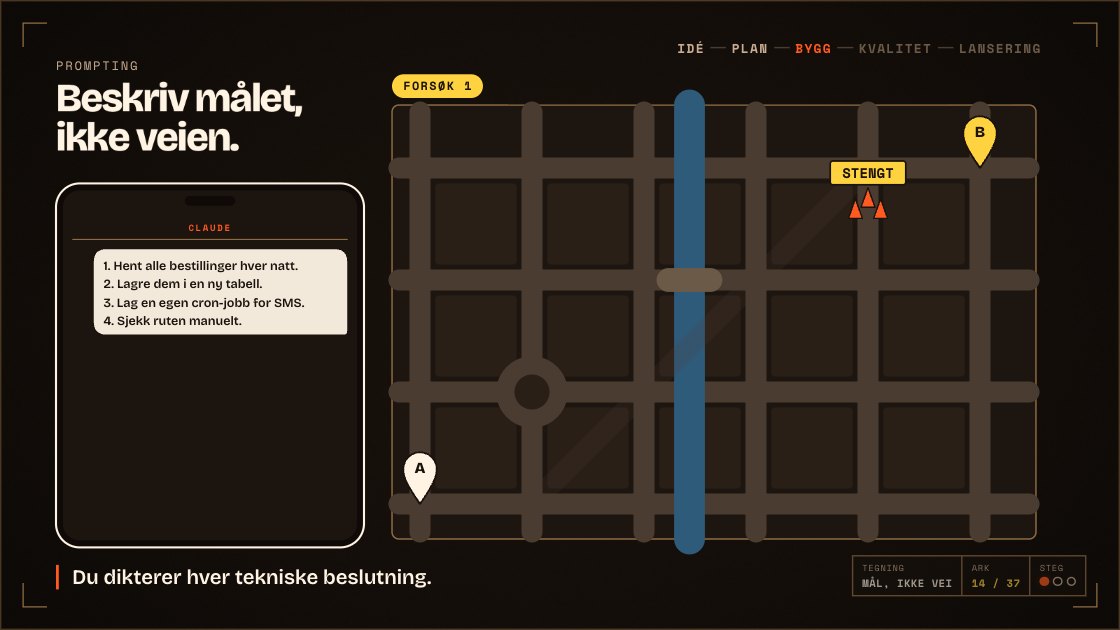 IDÉ — PLAN — BYGG — KVALITET — LANSERING
PROMPTING
Beskriv målet,
ikke veien.
FORSØK 1
CLAUDE
1. Hent alle bestillinger hver natt.
2. Lagre dem i en ny tabell.
3. Lag en egen cron-jobb for SMS.
4. Sjekk ruten manuelt.
B
STENGT
A
Du dikterer hver tekniske beslutning.
TEGNING
MÅL, IKKE VEI
ARK
14 / 37
STEG